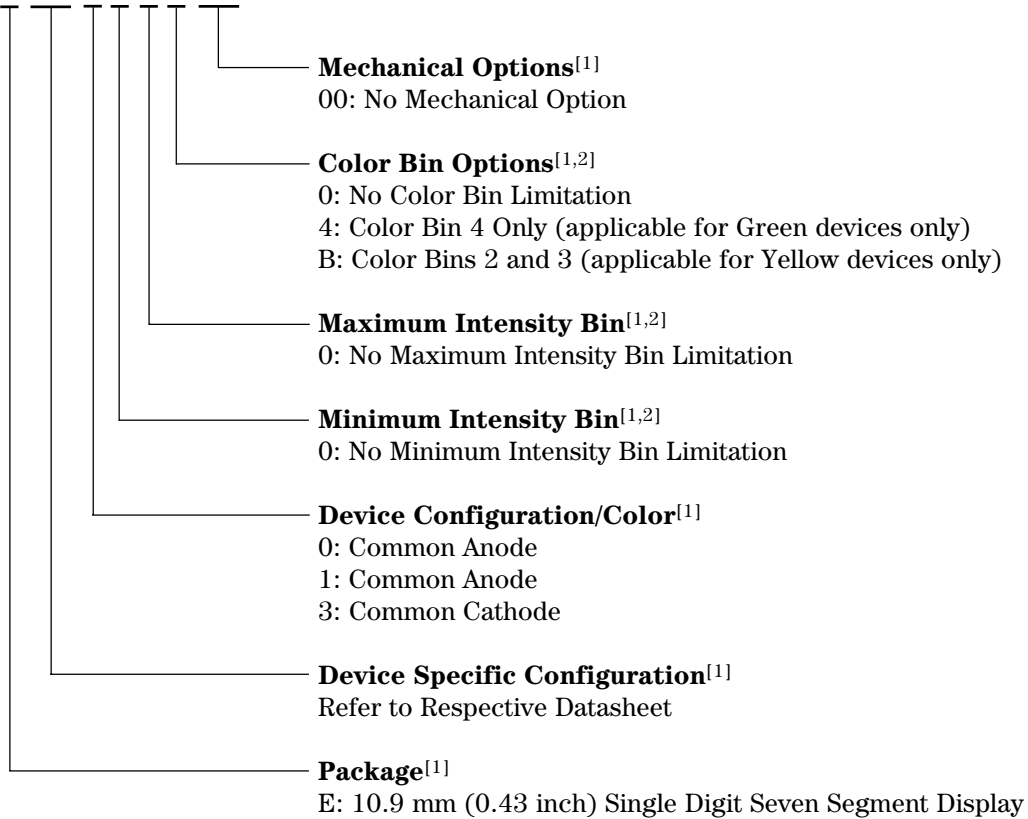 Mechanical Options[1]
00: No Mechanical Option
Color Bin Options[1,2]
0: No Color Bin Limitation
4: Color Bin 4 Only (applicable for Green devices only)
B: Color Bins 2 and 3 (applicable for Yellow devices only)
Maximum Intensity Bin[1,2]
0: No Maximum Intensity Bin Limitation
Minimum Intensity Bin[1,2]
0: No Minimum Intensity Bin Limitation
Device Configuration/Color[1]
0: Common Anode
1: Common Anode
3: Common Cathode
Device Specific Configuration[1]
Refer to Respective Datasheet
Package[1]
E: 10.9 mm (0.43 inch) Single Digit Seven Segment Display